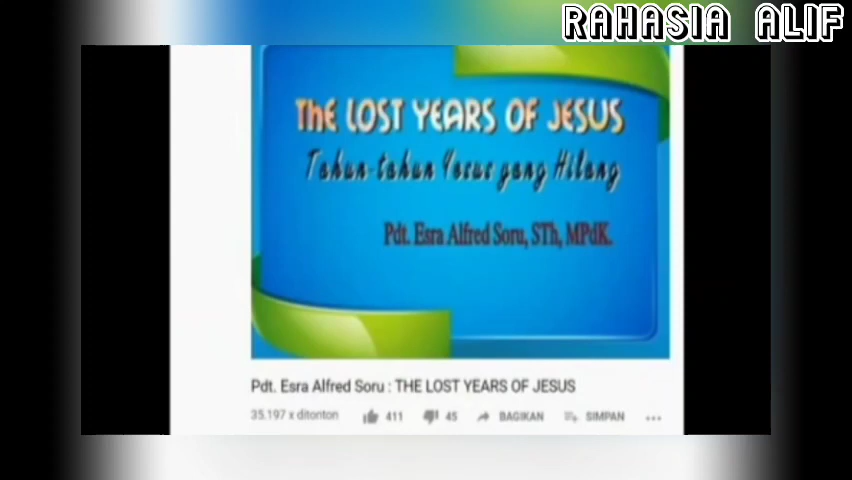 RAHASIA ALIF
THE LOST YEARS OF JESUS
Tahun-tahun Yesus yang Hilang
Pdt. Esra Alfred Soru, STh, MPdK.
Pdt. Esra Alfred Soru : THE LOST YEARS OF JESUS
35.197 x ditonton 411 45 BAGIKAN SIMPAN